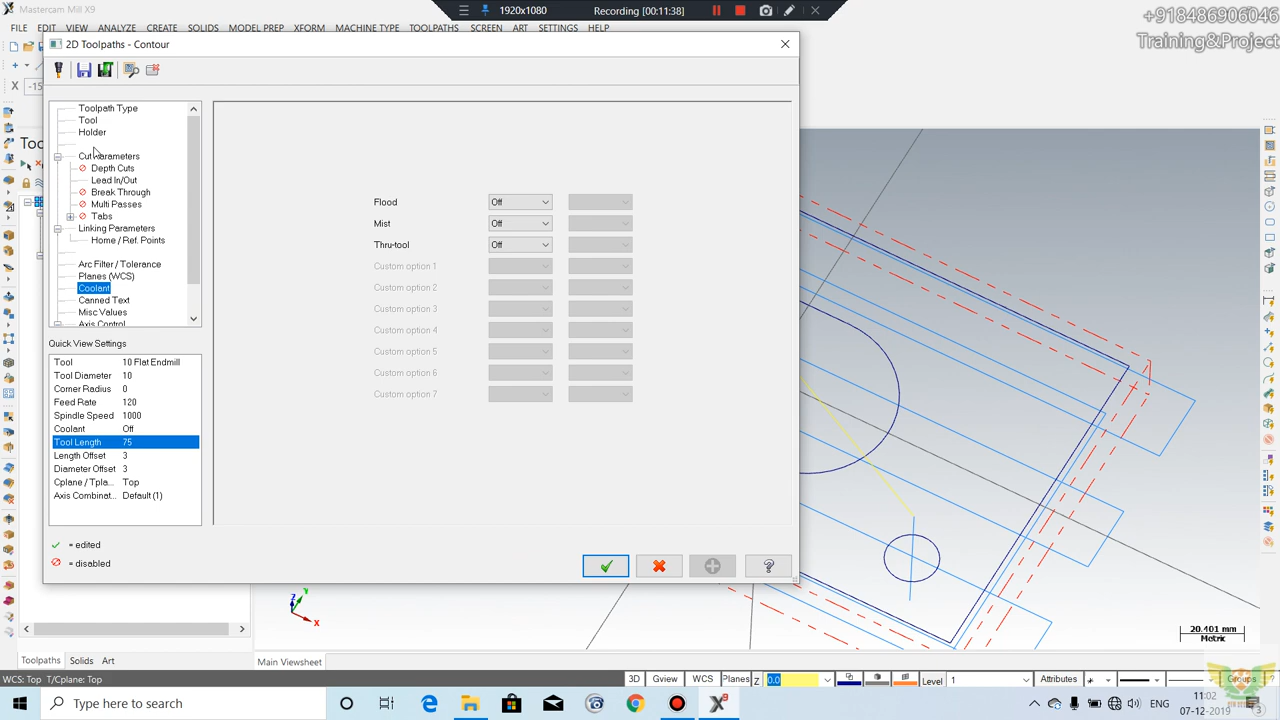 Mastercam Mill X9
1920x1080
Recording [00:11:38]
+918486906046
Training&Project
FILE EDIT VIEW ANALYZE CREATE SOLIDS MODEL PREP XFORM MACHINE TYPE TOOLPATHS SCREEN ART SETTINGS HELP
2D Toolpaths - Contour
X
Toolpath Type
Tool
Holder
Cut Parameters
Depth Cuts
Lead In/Out
Break Through
Multi Passes
Tabs
Linking Parameters
Home / Ref. Points
Arc Filter / Tolerance
Planes (WCS)
Coolant
Canned Text
Misc Values
Axis Control
Flood Off
Mist Off
Thru-tool Off
Custom option 1
Custom option 2
Custom option 3
Custom option 4
Custom option 5
Custom option 6
Custom option 7
Quick View Settings
Tool 10 Flat Endmill
Tool Diameter 10
Corner Radius 0
Feed Rate 120
Spindle Speed 1000
Coolant Off
Tool Length 75
Length Offset 3
Diameter Offset 3
Cplane / Tpla... Top
Axis Combinat... Default (1)
= edited
= disabled
Y
X
20.401 mm
Metric
Toolpaths Solids Art
Main Viewsheet
WCS: Top T/Cplane: Top
3D Gview WCS Planes Z 0.0 Level 1 Attributes Groups ?
Type here to search
ENG
11:02
07-12-2019
3